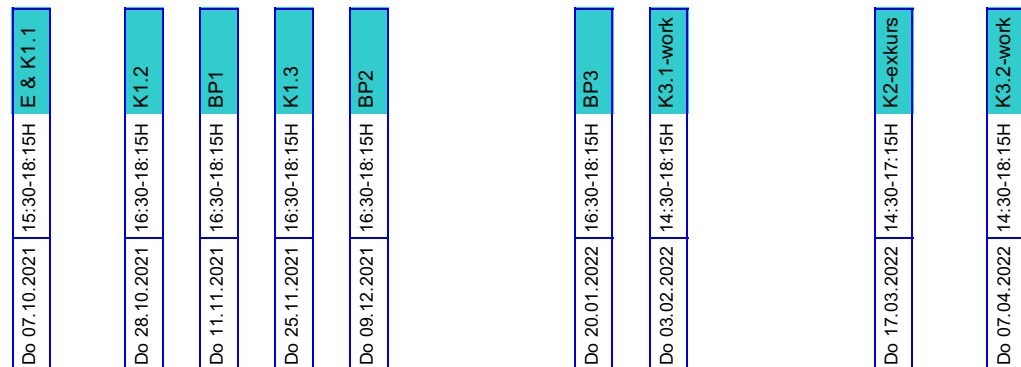 Do 07.10.2021 15:30-18:15H E & K1.1
Do 28.10.2021 16:30-18:15H K1.2
Do 11.11.2021 16:30-18:15H BP1
Do 25.11.2021 16:30-18:15H K1.3
Do 09.12.2021 16:30-18:15H BP2
Do 20.01.2022 16:30-18:15H BP3
Do 03.02.2022 14:30-18:15H K3.1-work
Do 17.03.2022 14:30-17:15H K2-exkurs
Do 07.04.2022 14:30-18:15H K3.2-work